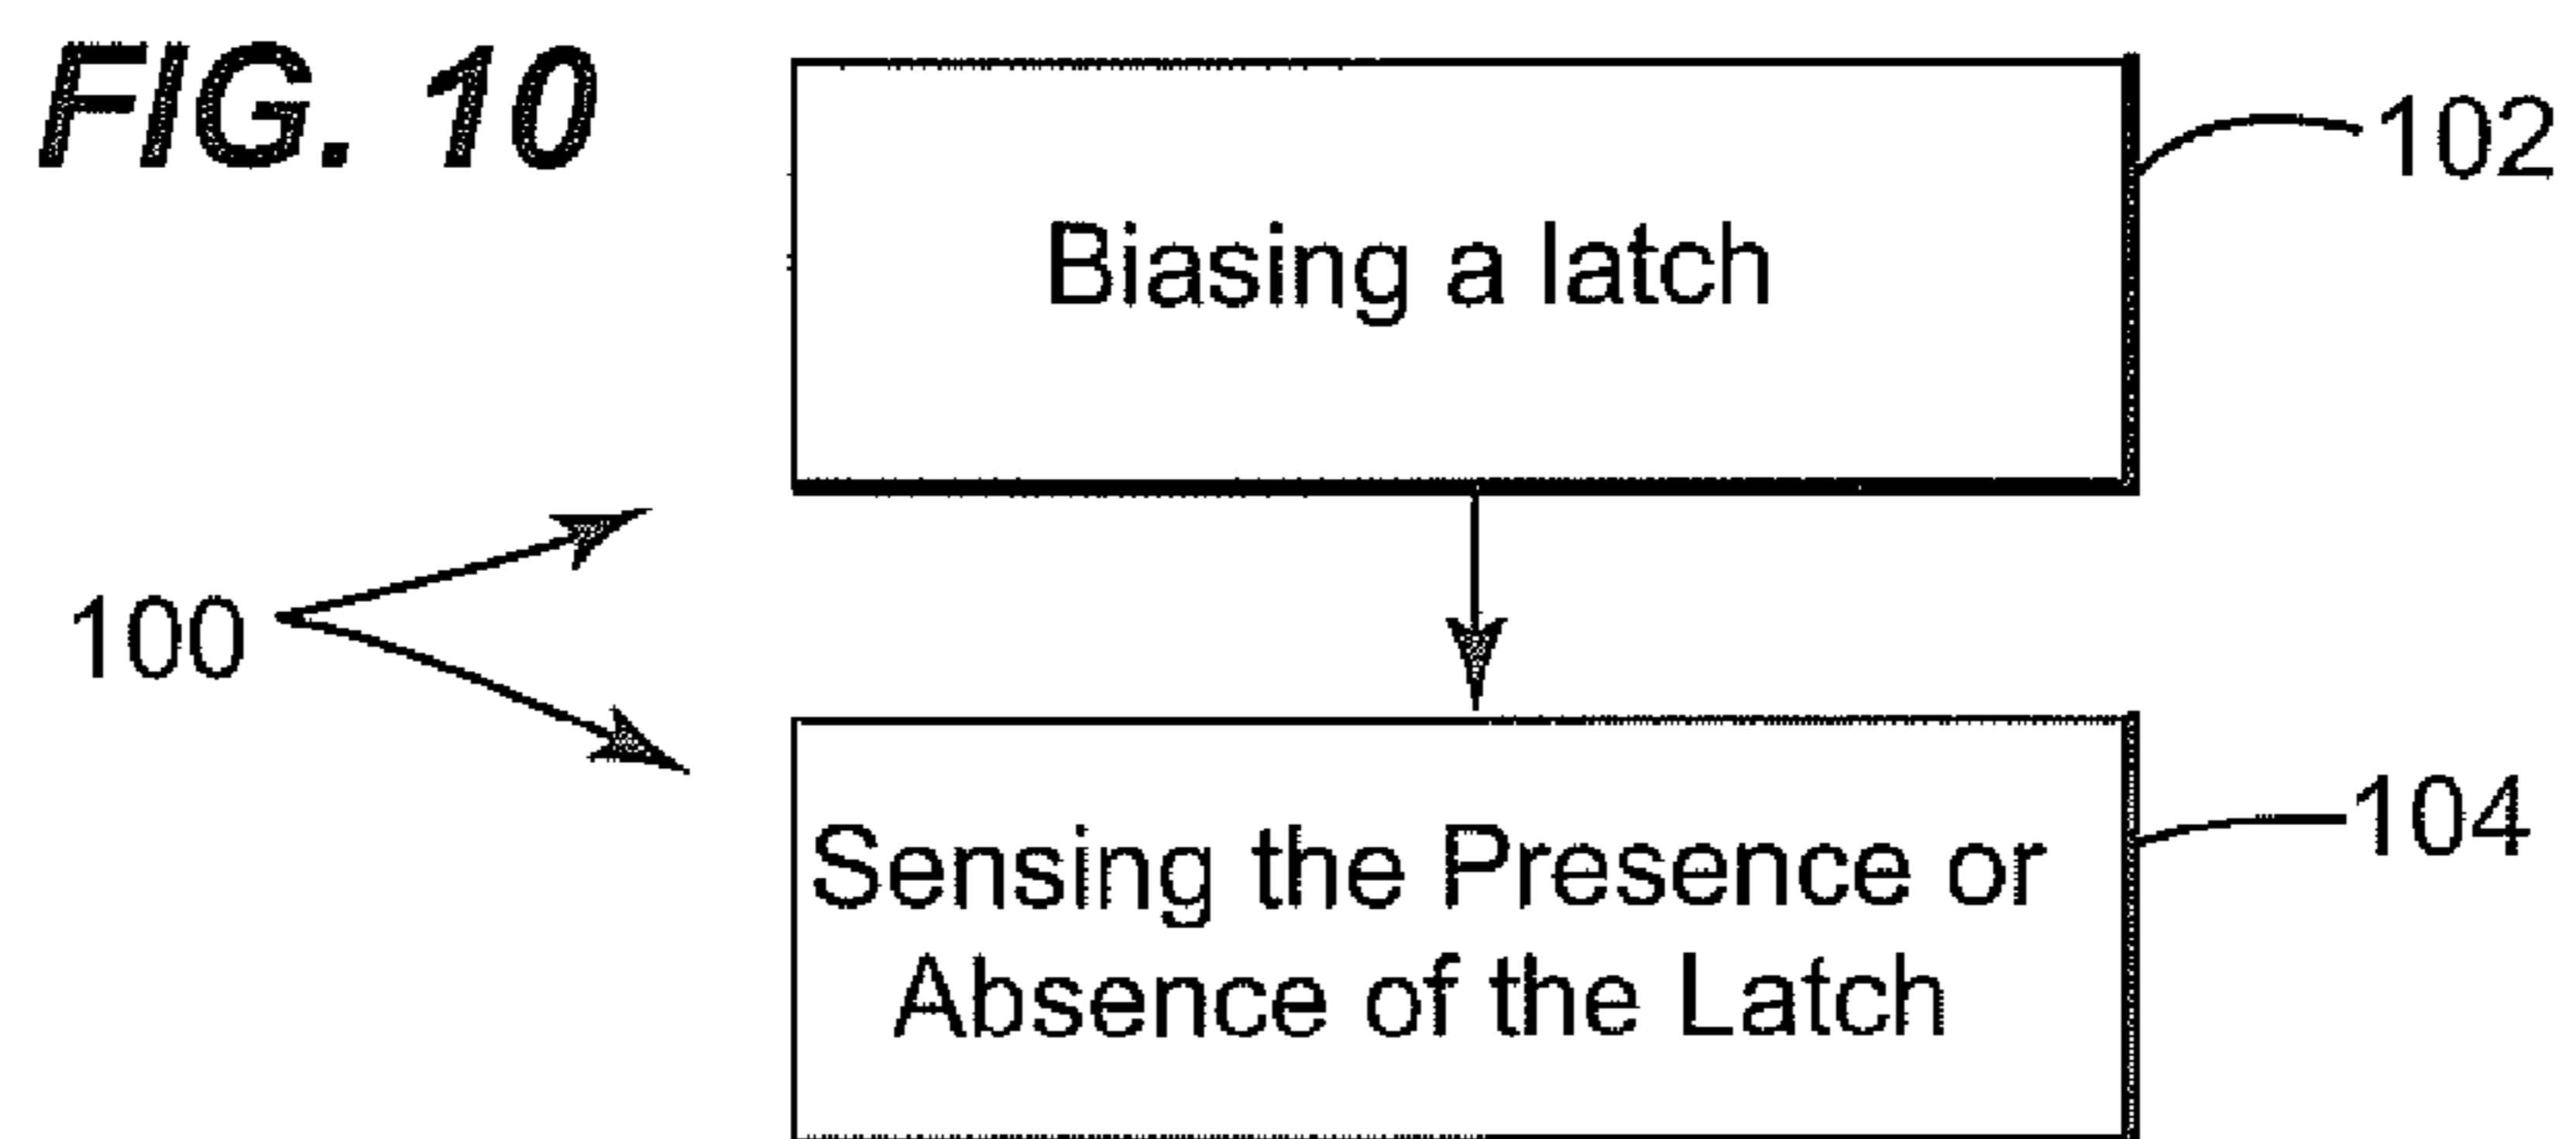 FIG. 10
102
Biasing a latch
100
104
Sensing the Presence or
Absence of the Latch